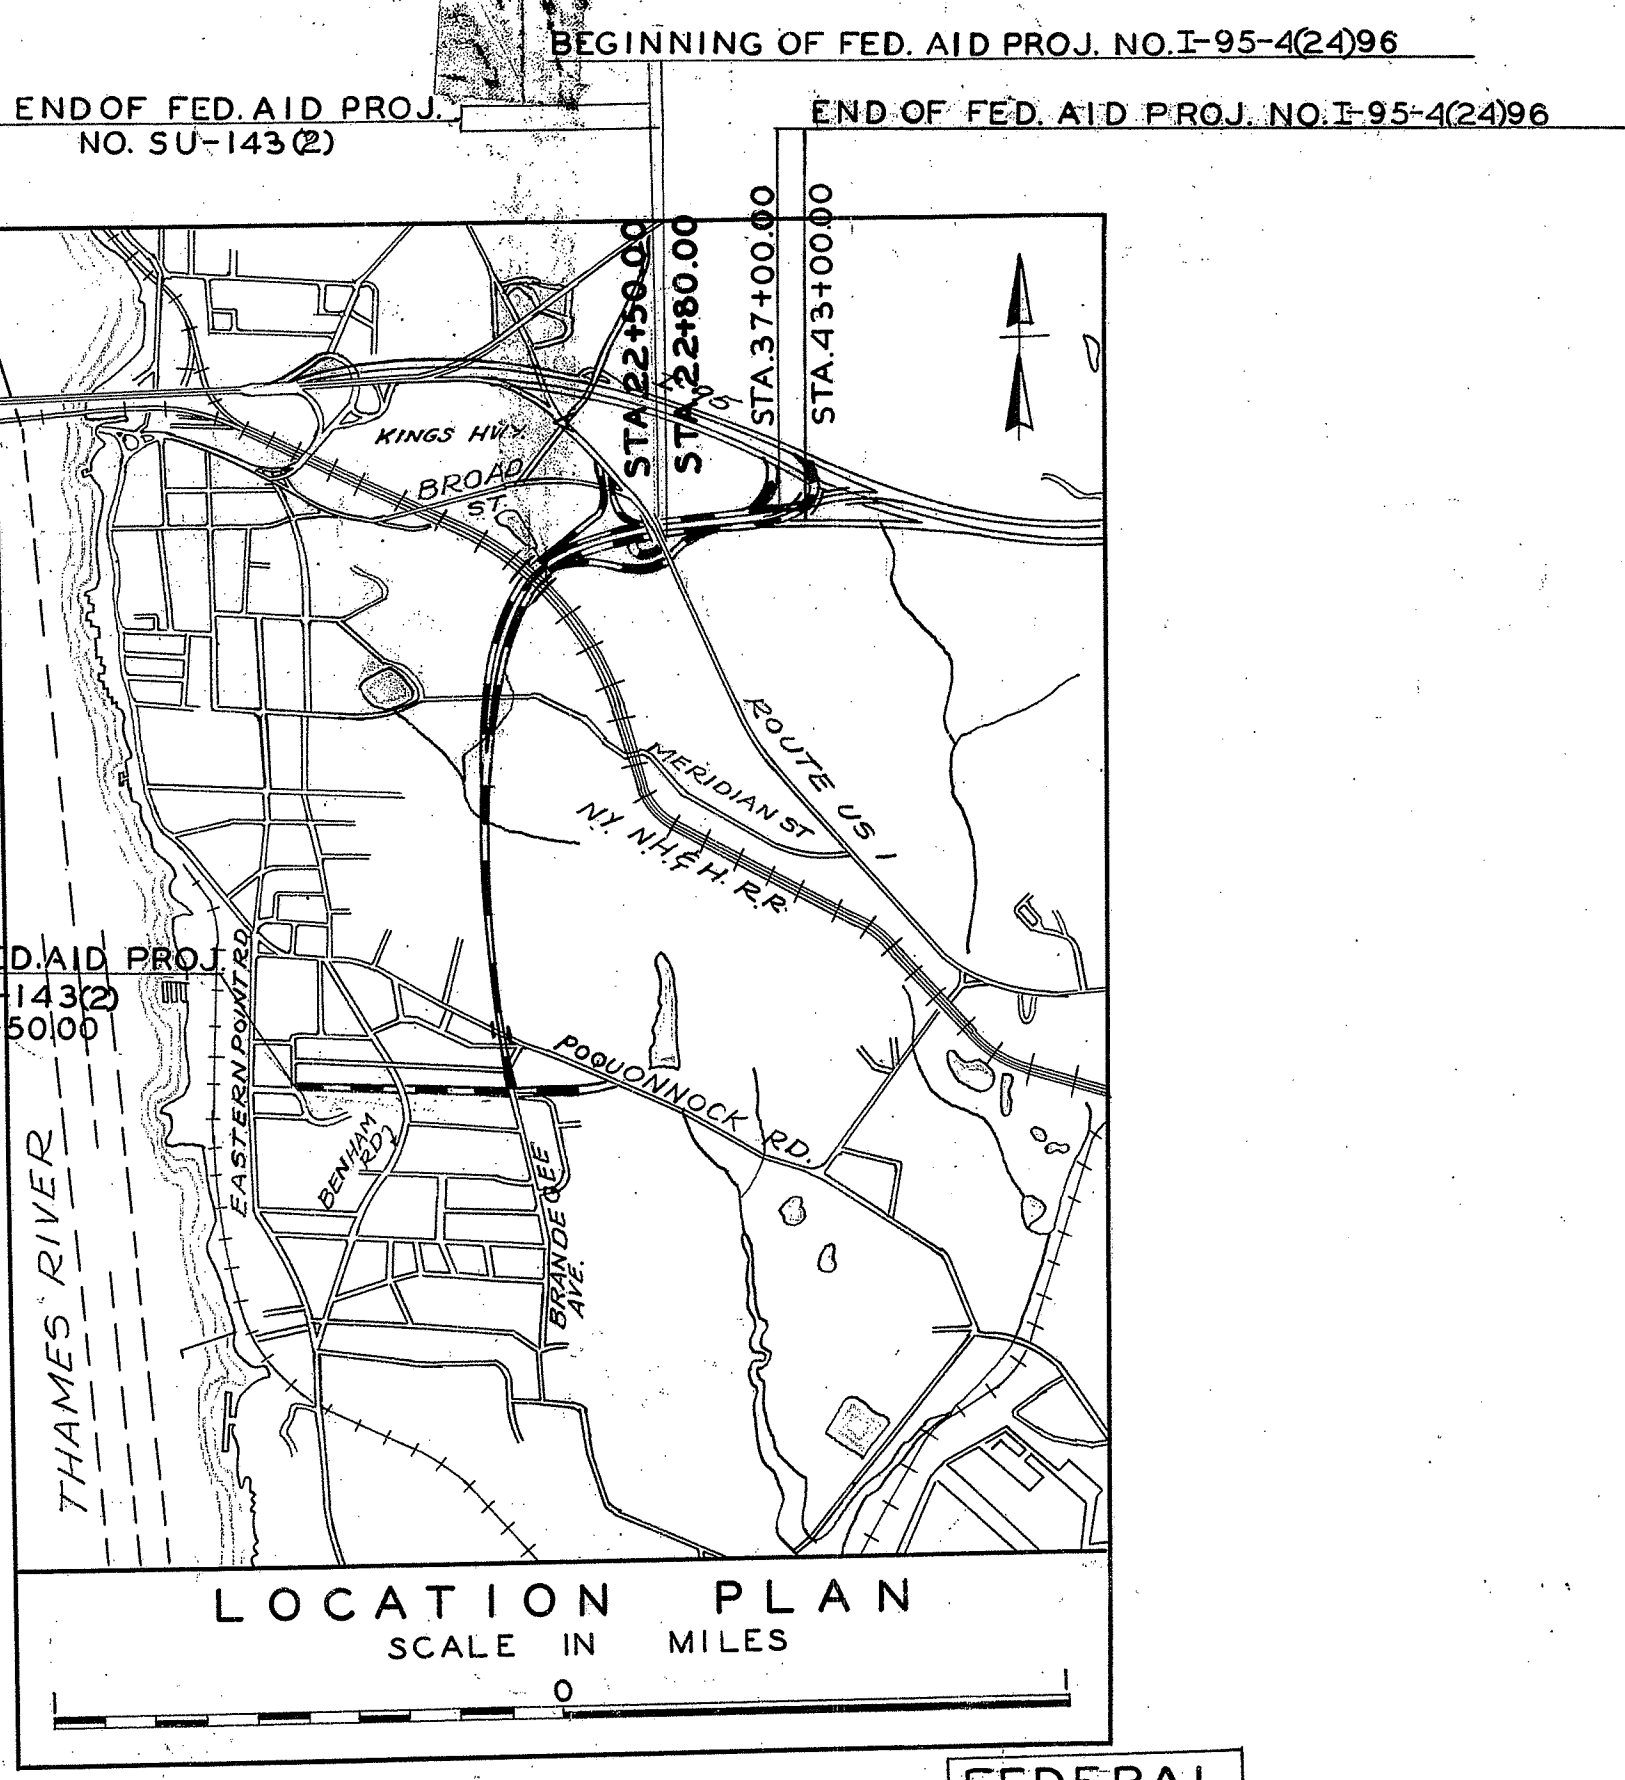 BEGINNING OF FED. AID PROJ. NO. I-95-4(24)96
END OF FED. AID PROJ.
NO. SU-143(2)
END OF FED. AID PROJ. NO. I-95-4(24)96
STA. 22+50.00
STA. 22+80.00
STA. 37+00.00
STA. 43+00.00
I-95
KINGS HWY.
BROAD
ST.
ROUTE US 1
MERIDIAN ST
N.Y. N.H. & H. R.R.
D. AID PROJ.
-143(2)
50.00
EASTERN POINT RD.
POQUONNOCK RD.
BENHAM
RD.
BRANDEGEE
AVE.
THAMES RIVER
LOCATION PLAN
SCALE IN MILES
1 0 1
FEDERAL